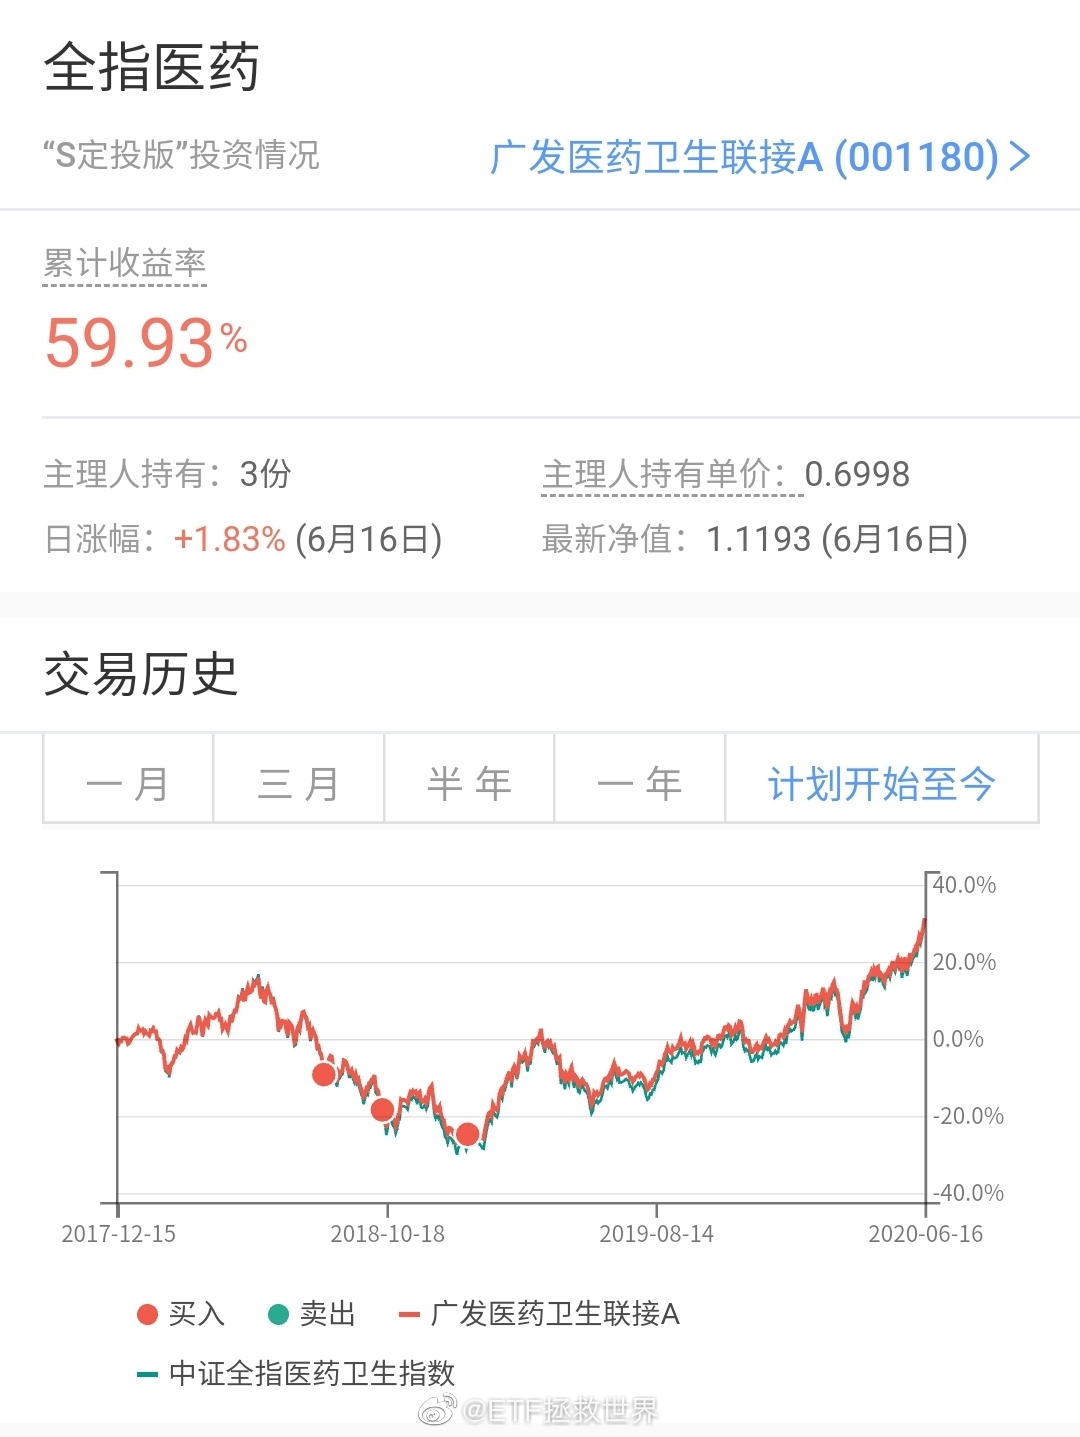 全指医药
“S定投版”投资情况 广发医药卫生联接A (001180) >
累计收益率
59.93%
主理人持有：3份 主理人持有单价：0.6998
日涨幅：+1.83% (6月16日) 最新净值：1.1193 (6月16日)
交易历史
一月 三月 半年 一年 计划开始至今
40.0%
20.0%
0.0%
-20.0%
-40.0%
2017-12-15 2018-10-18 2019-08-14 2020-06-16
买入 卖出 广发医药卫生联接A
中证全指医药卫生指数
@ETF拯救世界